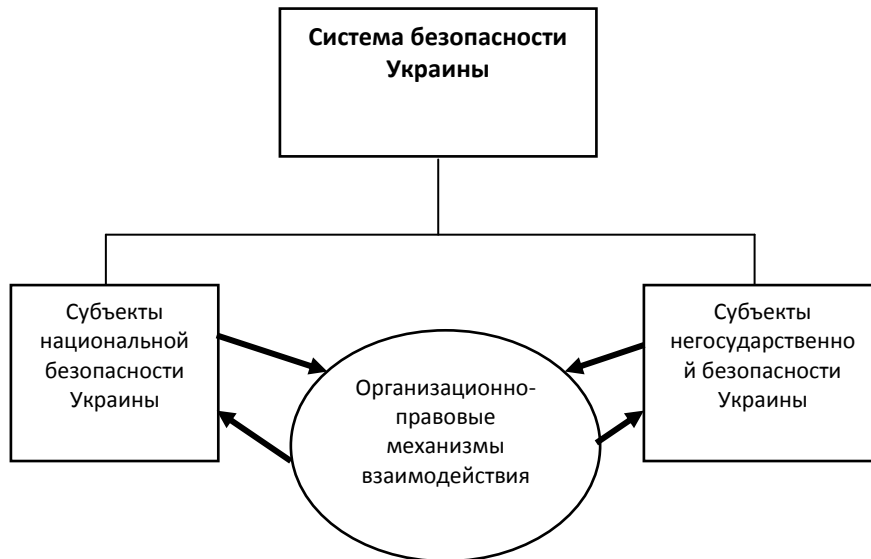 Система безопасности
Украины
Субъекты
национальной
безопасности
Украины
Организационно-
правовые
механизмы
взаимодействия
Субъекты
негосударственно
й безопасности
Украины